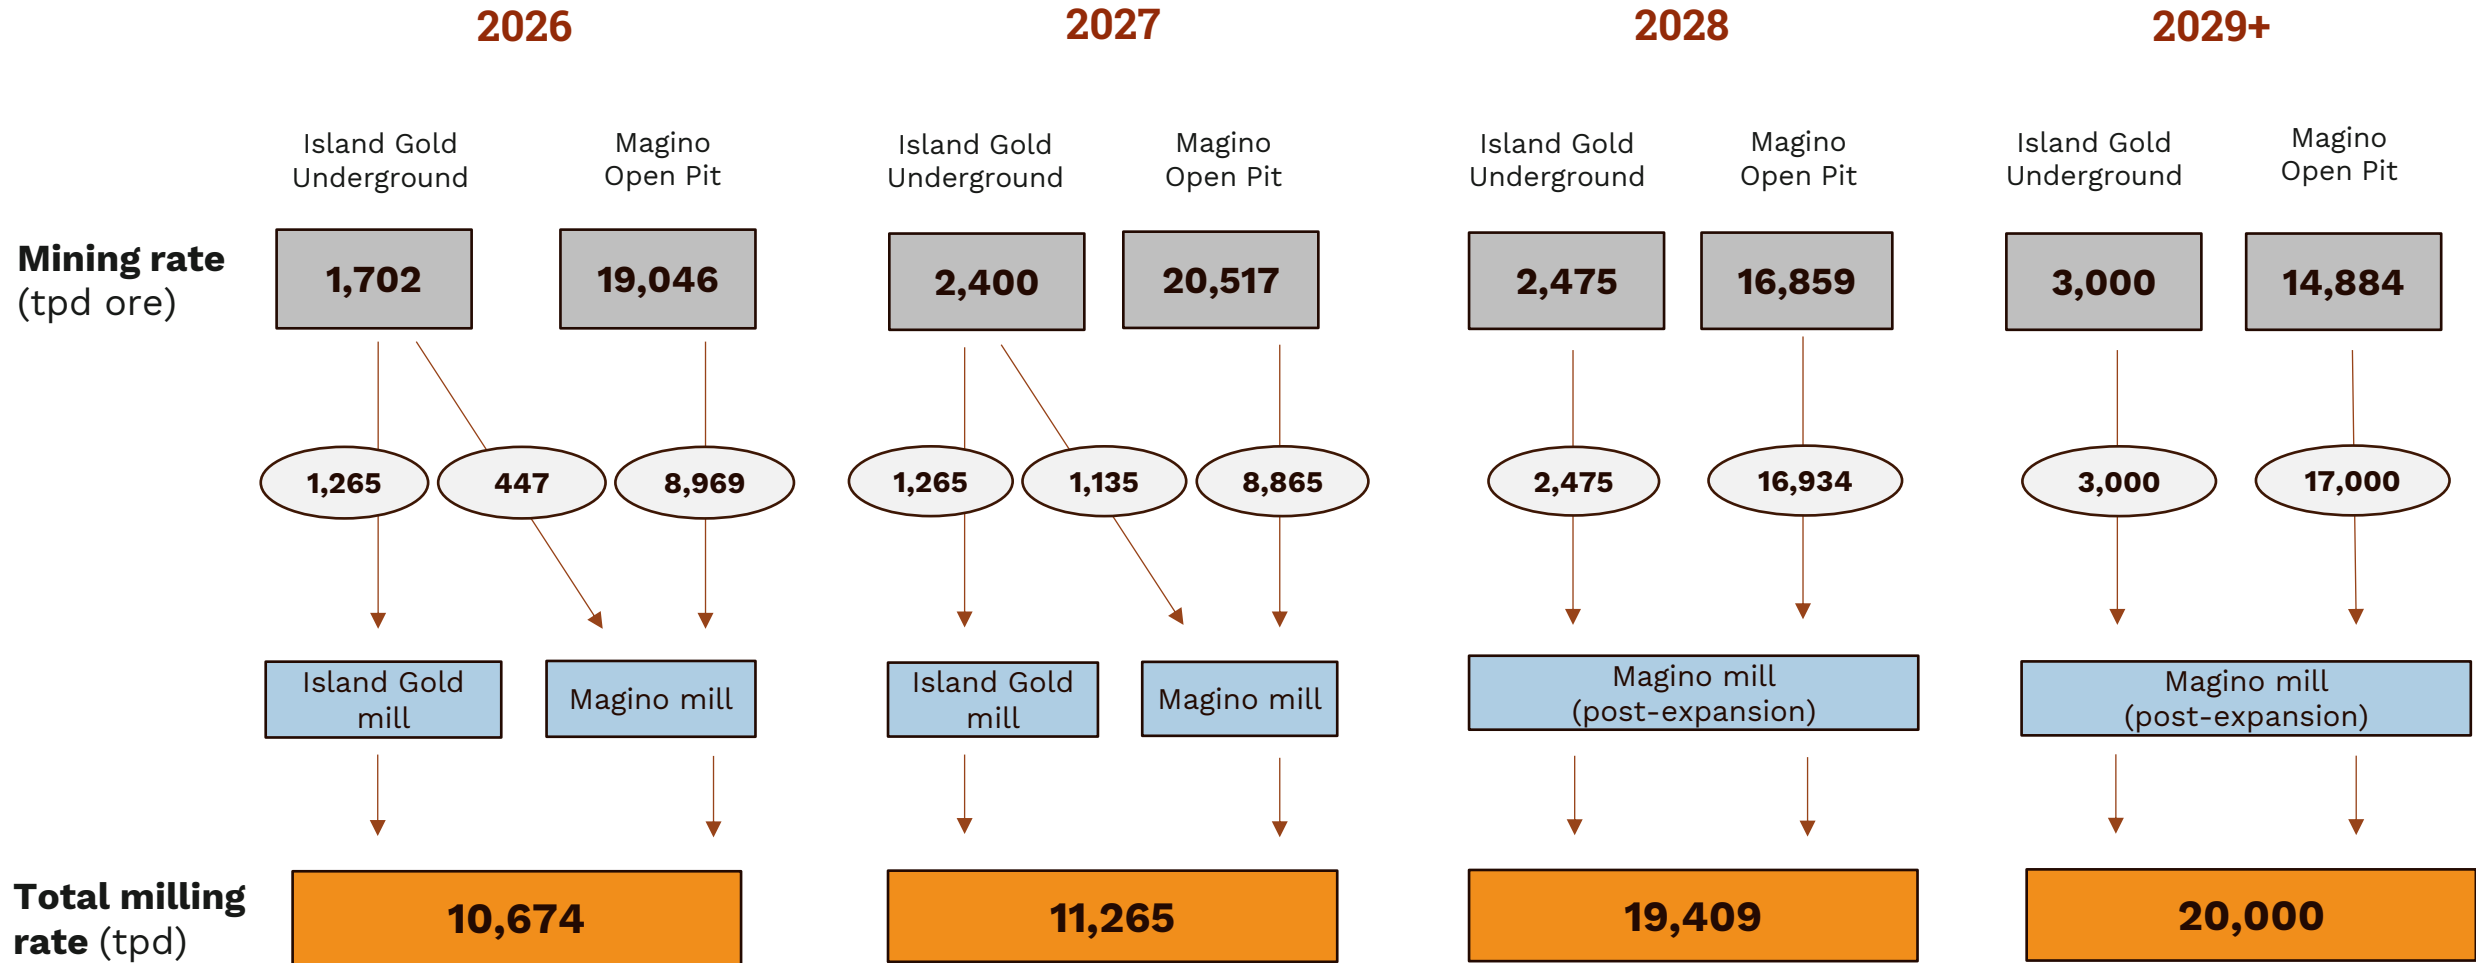 2026
2027
2028
2029+
Island Gold
Underground
Magino
Open Pit
Island Gold
Underground
Magino
Open Pit
Island Gold
Underground
Magino
Open Pit
Island Gold
Underground
Magino
Open Pit
Mining rate
(tpd ore)
1,702
19,046
2,400
20,517
2,475
16,859
3,000
14,884
1,265
447
8,969
1,265
1,135
8,865
2,475
16,934
3,000
17,000
Island Gold
mill
Magino mill
Island Gold
mill
Magino mill
Magino mill
(post-expansion)
Magino mill
(post-expansion)
Total milling
rate (tpd)
10,674
11,265
19,409
20,000